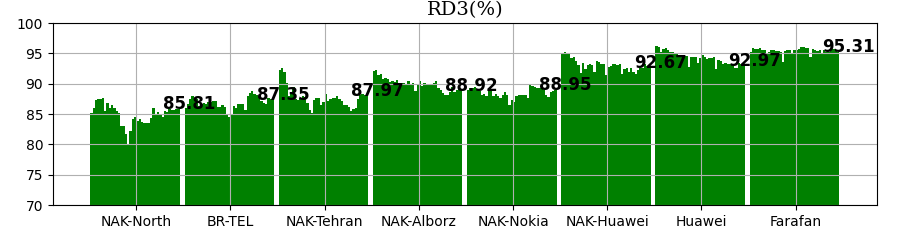 RD3(%)
100
95
90
85
80
75
70
85.81
87.35
87.97
88.92
88.95
92.67
92.97
95.31
NAK-North
BR-TEL
NAK-Tehran
NAK-Alborz
NAK-Nokia
NAK-Huawei
Huawei
Farafan